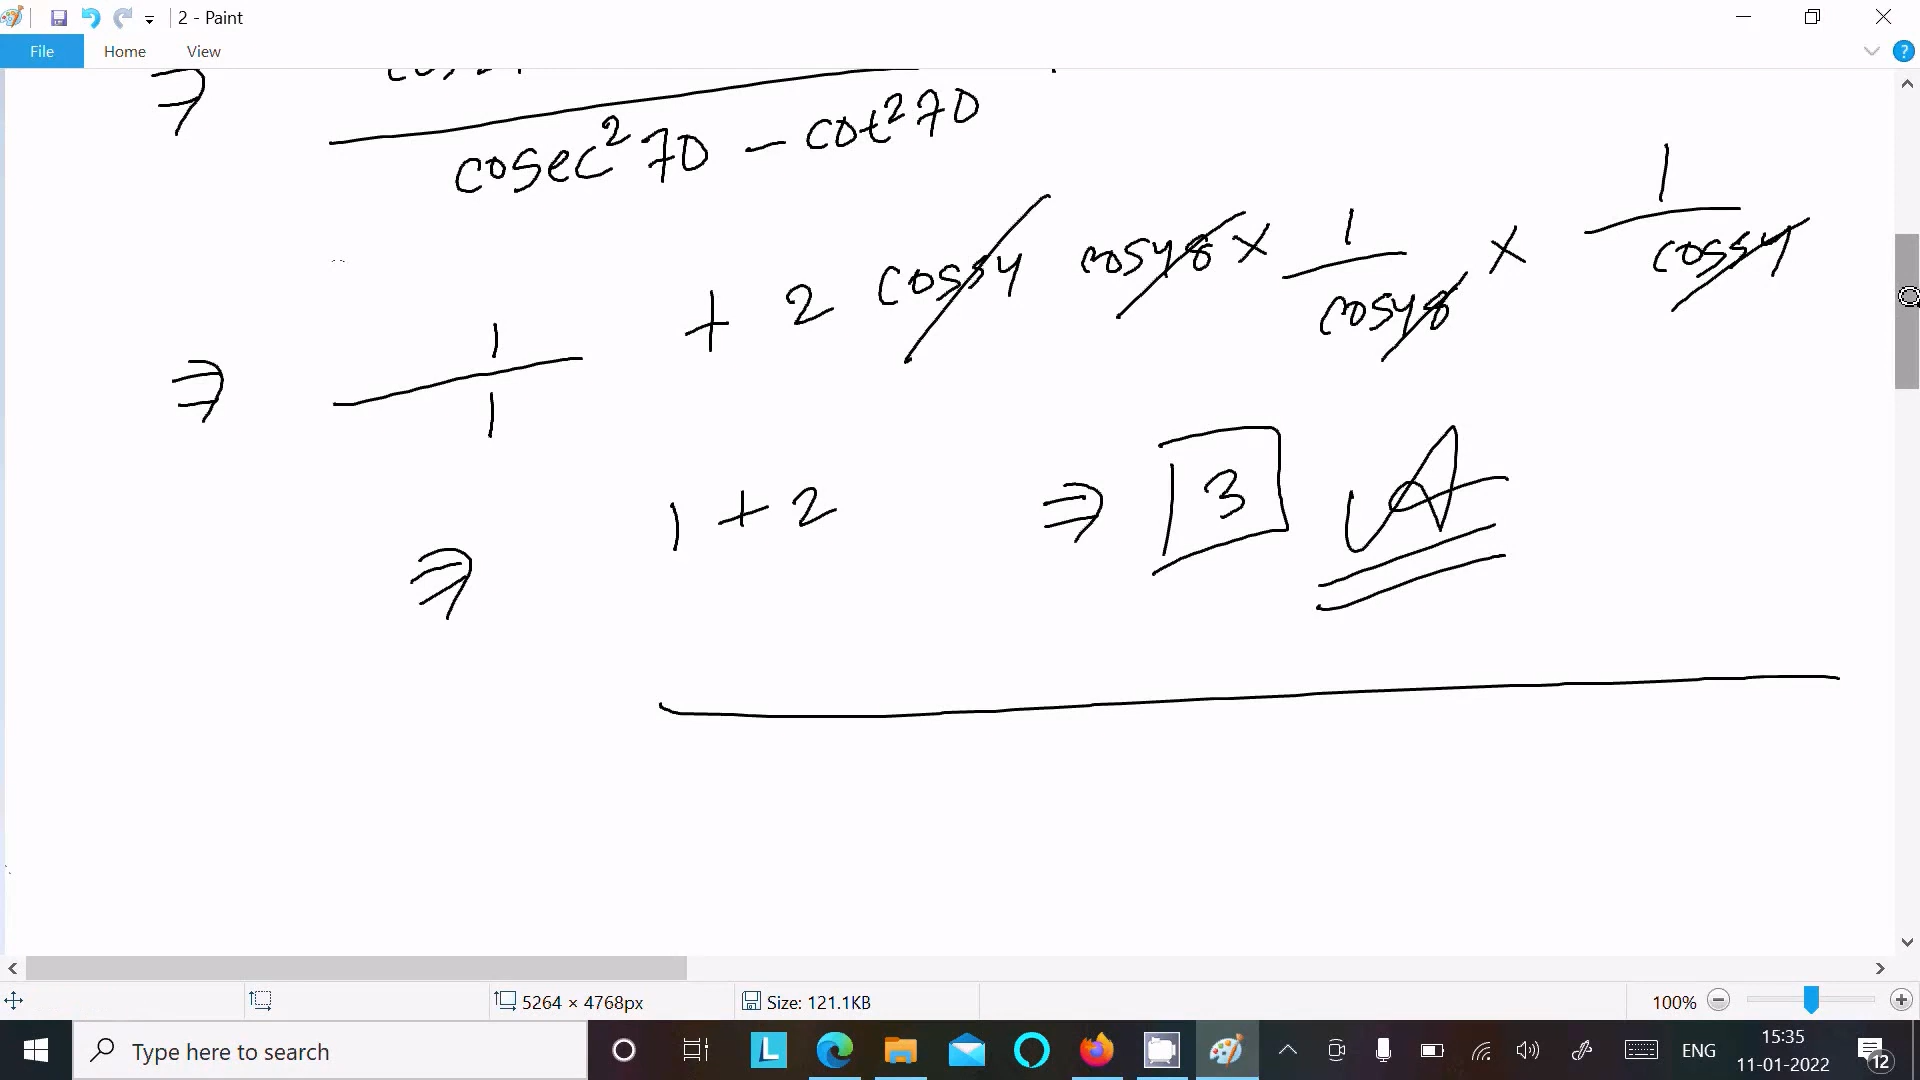 2 - Paint
File Home View
⇒
cosec²70 - cot²70
⇒ 1/1 + 2 cos54 cos48 × 1/cos48 × 1/cos54
⇒ 1 + 2 ⇒ 3
5264 × 4768px Size: 121.1KB 100%
Type here to search
ENG 15:35
11-01-2022 12